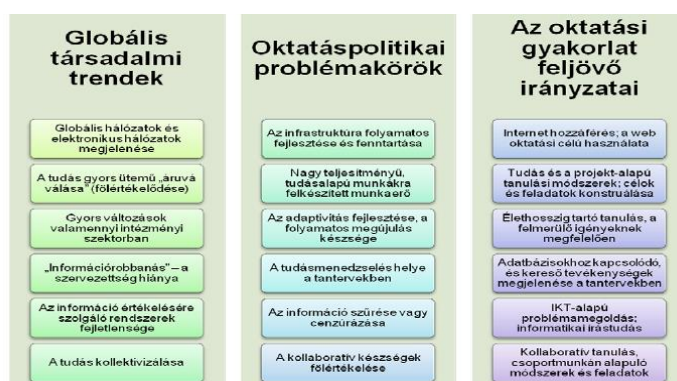 Globális
társadalmi
trendek
Globális hálózatok és
elektronikus hálózatok
megjelenése
A tudás gyors ütemű „áruvá
válása” (fölértékelődése)
Gyors változások
valamennyi intézményi
szektorban
„Információrobbanás” – a
szervezettség hiánya
Az információ értékelésére
szolgáló rendszerek
fejletlensége
A tudás kollektivizálása
Oktatáspolitikai
problémakörök
Az infrastruktúra folyamatos
fejlesztése és fenntartása
Nagy teljesítményű,
tudásalapú munkákra
felkészített munkaerő
Az adaptivitás fejlesztése, a
folyamatos megújulás
készsége
A tudásmenedzselés helye
a tantervekben
Az információ szűrése vagy
cenzúrázása
A kollaboratív készségek
fölértékelése
Az oktatási
gyakorlat
feljövő
irányzatai
Internet hozzáférés; a web
oktatási célú használata
Tudás és a projekt-alapú
tanulási módszerek; célok
és feladatok konstruálása
Élethosszig tartó tanulás, a
felmerülő igényeknek
megfelelően
Adatbázisokhoz kapcsolódó,
és kereső tevékenységek
megjelenése a tantervekben
IKT-alapú
problémamegoldás;
informatikai írástudás
Kollaboratív tanulás,
csoportmunkán alapuló
módszerek és feladatok